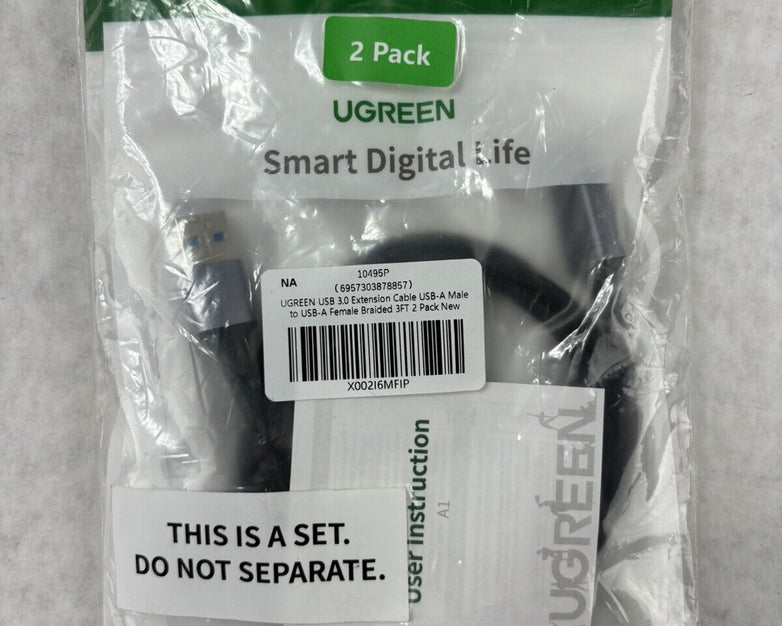 2 Pack
UGREEN
Smart Digital Life
10495P
NA
(6957303878857)
UGREEN USB 3.0 Extension Cable USB-A Male
to USB-A Female Braided 3FT 2 Pack New
X002I6MFIP
User Instruction
A1
UGREEN
THIS IS A SET.
DO NOT SEPARATE.